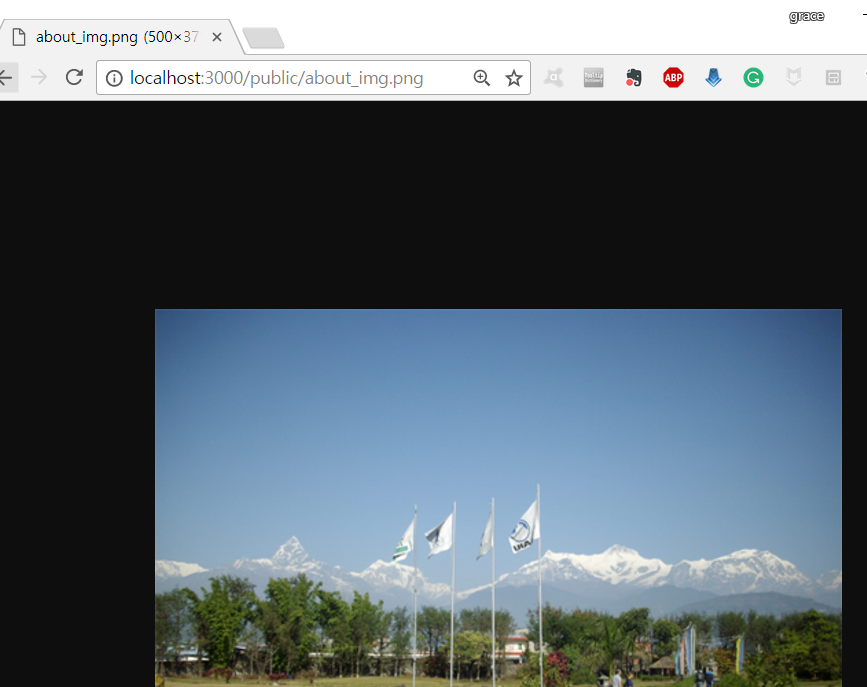 grace
about_img.png (500×37
localhost:3000/public/about_img.png
ABP